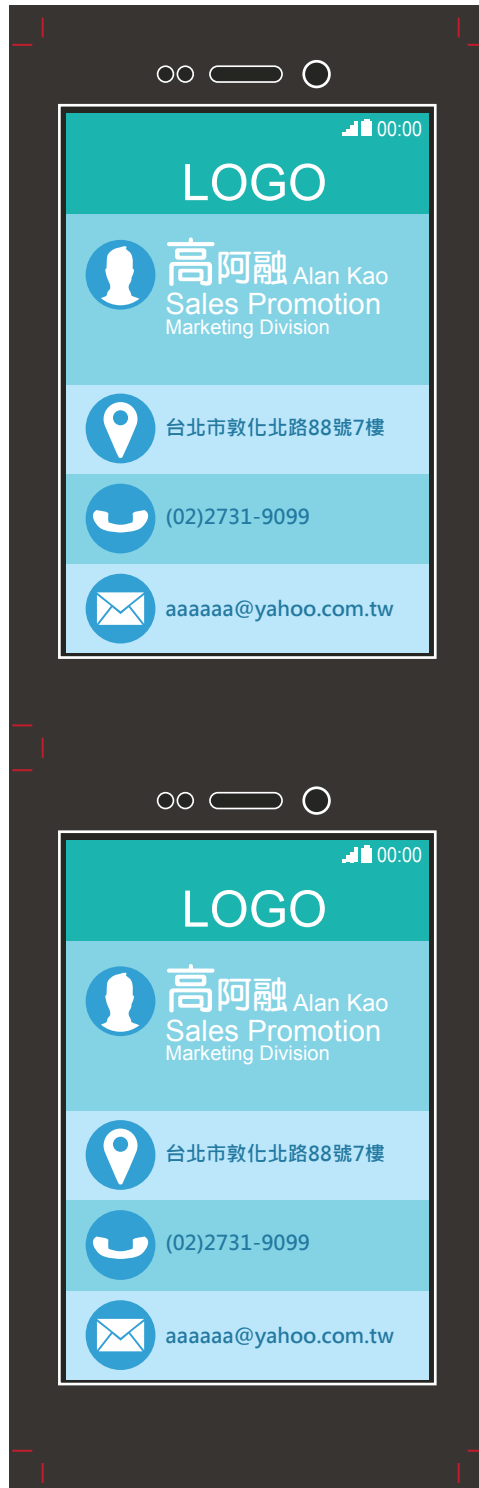 00:00
LOGO
高阿融 Alan Kao
Sales Promotion
Marketing Division
台北市敦化北路88號7樓
(02)2731-9099
aaaaaa@yahoo.com.tw
00:00
LOGO
高阿融 Alan Kao
Sales Promotion
Marketing Division
台北市敦化北路88號7樓
(02)2731-9099
aaaaaa@yahoo.com.tw